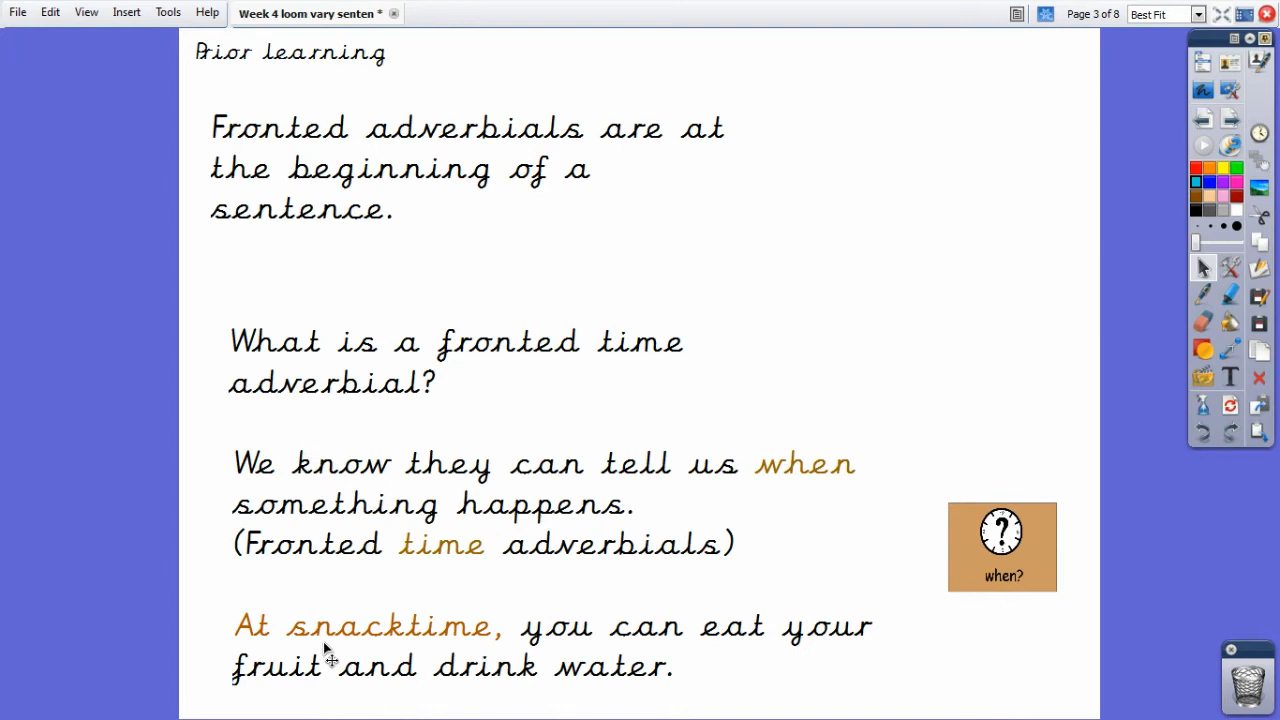 File Edit View Insert Tools Help Week 4 loom vary senten * Page 3 of 8 Best Fit
Prior learning
Fronted adverbials are at
the beginning of a
sentence.
What is a fronted time
adverbial?
We know they can tell us when
something happens.
(Fronted time adverbials)
?
when?
At snacktime, you can eat your
fruit and drink water.